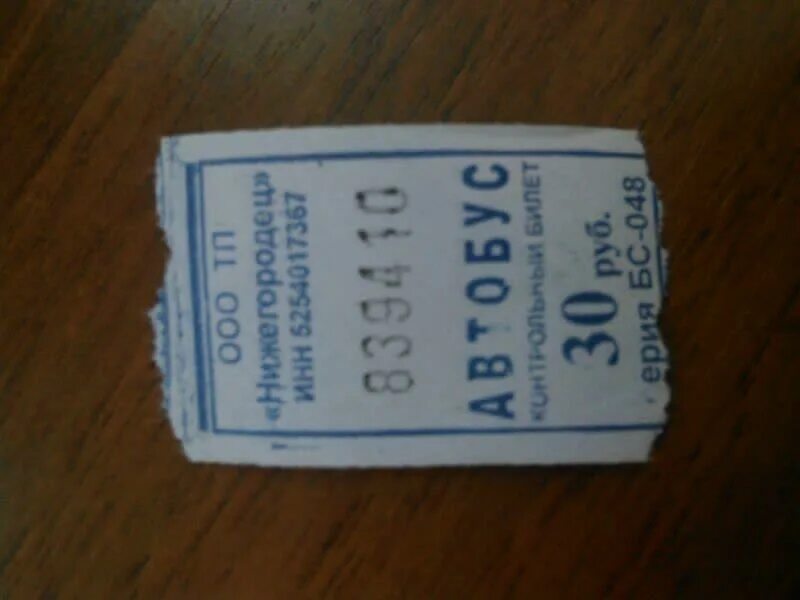 ООО ТП
«Нижегородец»
ИНН 5254017367
839410
АВТОБУС
КОНТРОЛЬНЫЙ БИЛЕТ
30 руб.
ерия БС-048